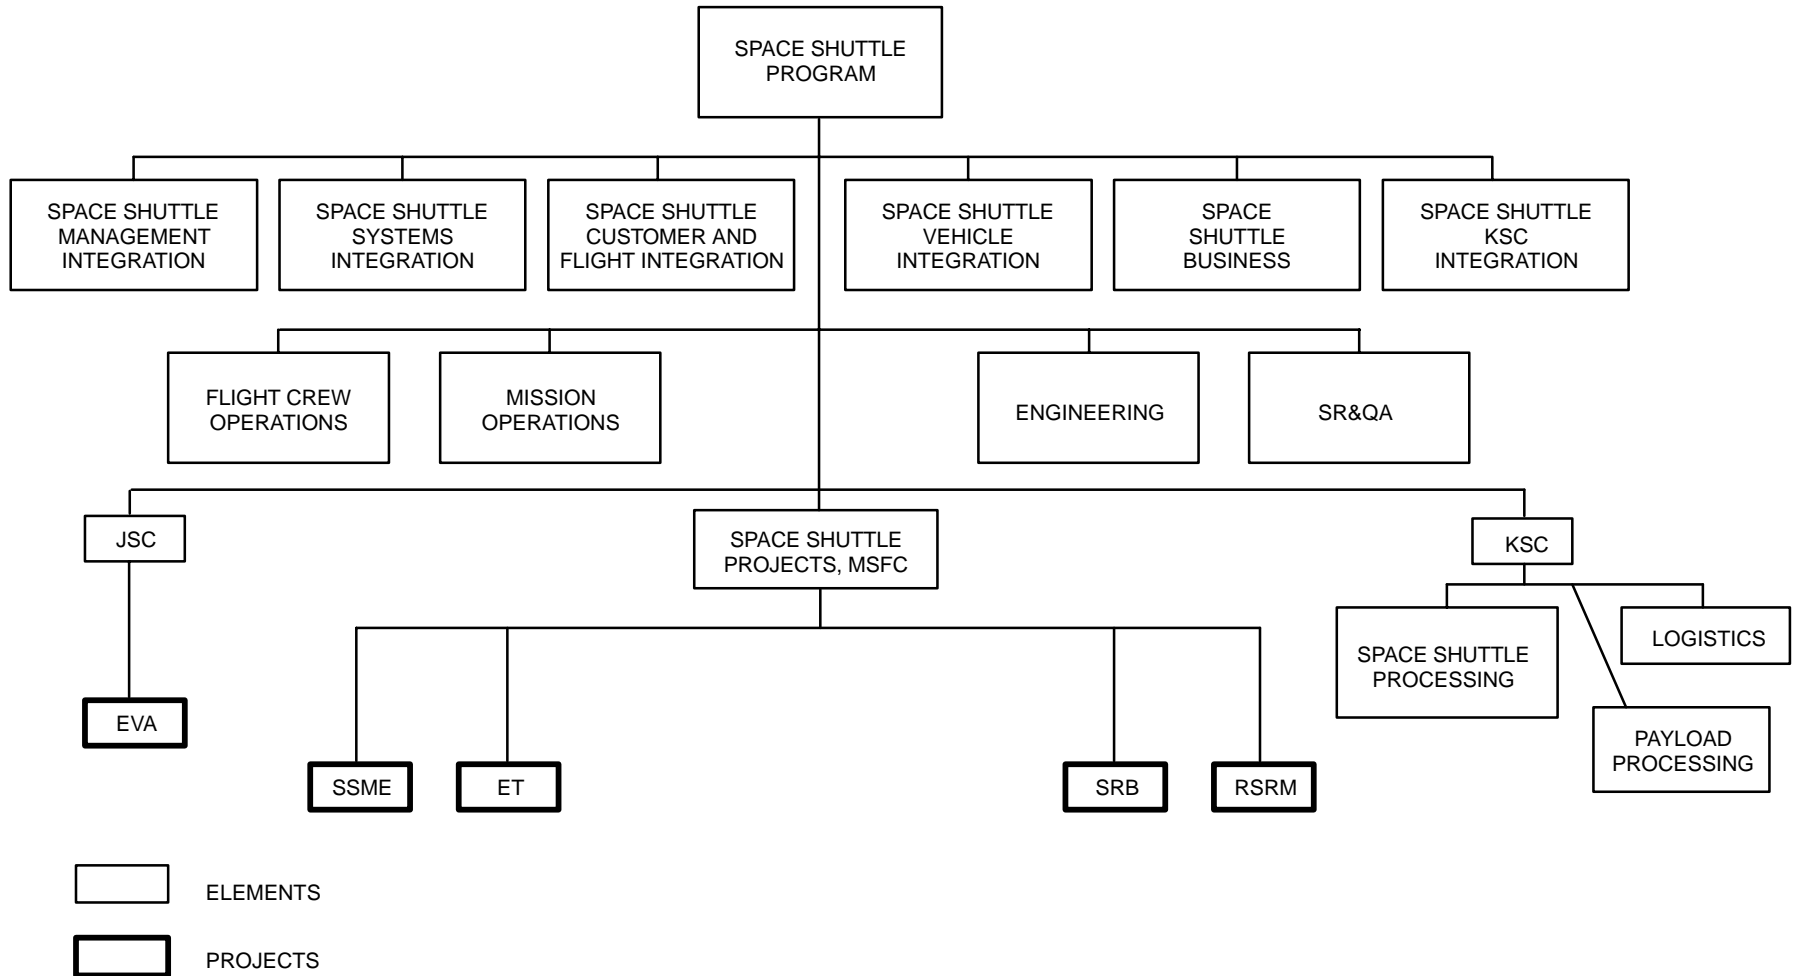 SPACE SHUTTLE
PROGRAM
SPACE SHUTTLE
MANAGEMENT
INTEGRATION
SPACE SHUTTLE
SYSTEMS
INTEGRATION
SPACE SHUTTLE
CUSTOMER AND
FLIGHT INTEGRATION
SPACE SHUTTLE
VEHICLE
INTEGRATION
SPACE
SHUTTLE
BUSINESS
SPACE SHUTTLE
KSC
INTEGRATION
FLIGHT CREW
OPERATIONS
MISSION
OPERATIONS
ENGINEERING
SR&QA
JSC
SPACE SHUTTLE
PROJECTS, MSFC
KSC
SPACE SHUTTLE
PROCESSING
LOGISTICS
PAYLOAD
PROCESSING
EVA
SSME
ET
SRB
RSRM
ELEMENTS
PROJECTS